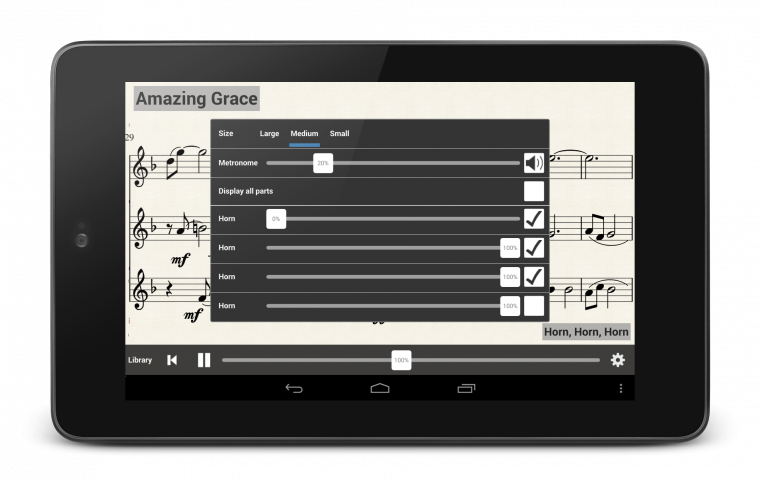 Amazing Grace
29
Size Large Medium Small
Metronome 20%
Display all parts
Horn 0%
Horn 100%
Horn 100%
Horn 100%
mf
mf
Horn, Horn, Horn
Library 100%